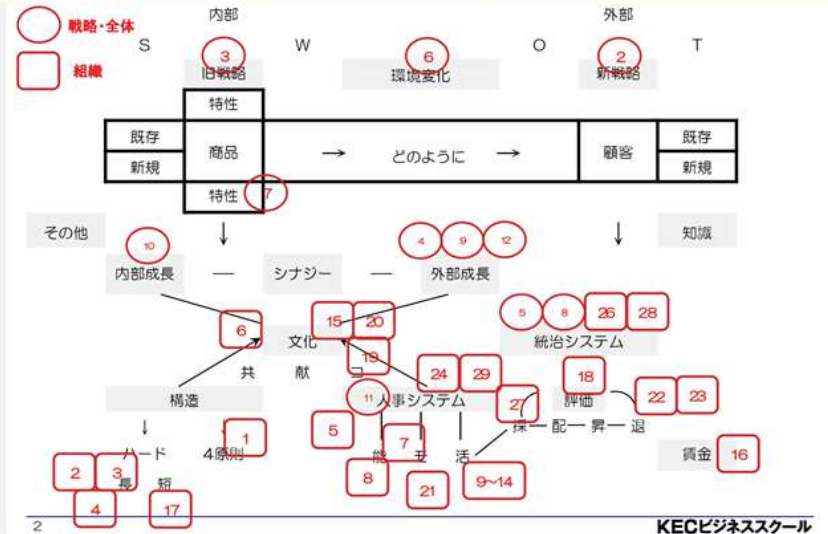 戦略・全体
組織
内部
外部
S
W
O
T
3
6
2
旧戦略
環境変化
新戦略
特性
既存
新規
商品
→
どのように
→
顧客
既存
新規
特性
7
その他
知識
10
4
9
12
内部成長
シナジー
外部成長
5
8
26
28
6
15
20
文化
統治システム
19
共 献 コ
24
29
18
構造
11
人事システム
27
評価
22
23
1
5
採 ー 配 ー 昇 ー 退
ハード
4原則
7
能 モ 活
賃金
16
2
3
長 短
8
21
9〜14
4
17
2
KECビジネススクール